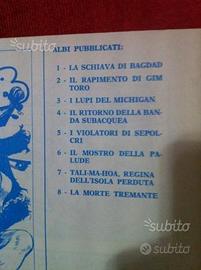 ALBI PUBBLICATI:
1 - LA SCHIAVA DI BAGDAD
2 - IL RAPIMENTO DI GIM
TORO
3 - I LUPI DEL MICHIGAN
4 - IL RITORNO DELLA BAN-
DA SUBACQUEA
5 - I VIOLATORI DI SEPOL-
CRI
6 - IL MOSTRO DELLA PA-
LUDE
7 - TALI-MA-HOA, REGINA
DELL'ISOLA PERDUTA
8 - LA MORTE TREMANTE
subito
subito
subito
subito